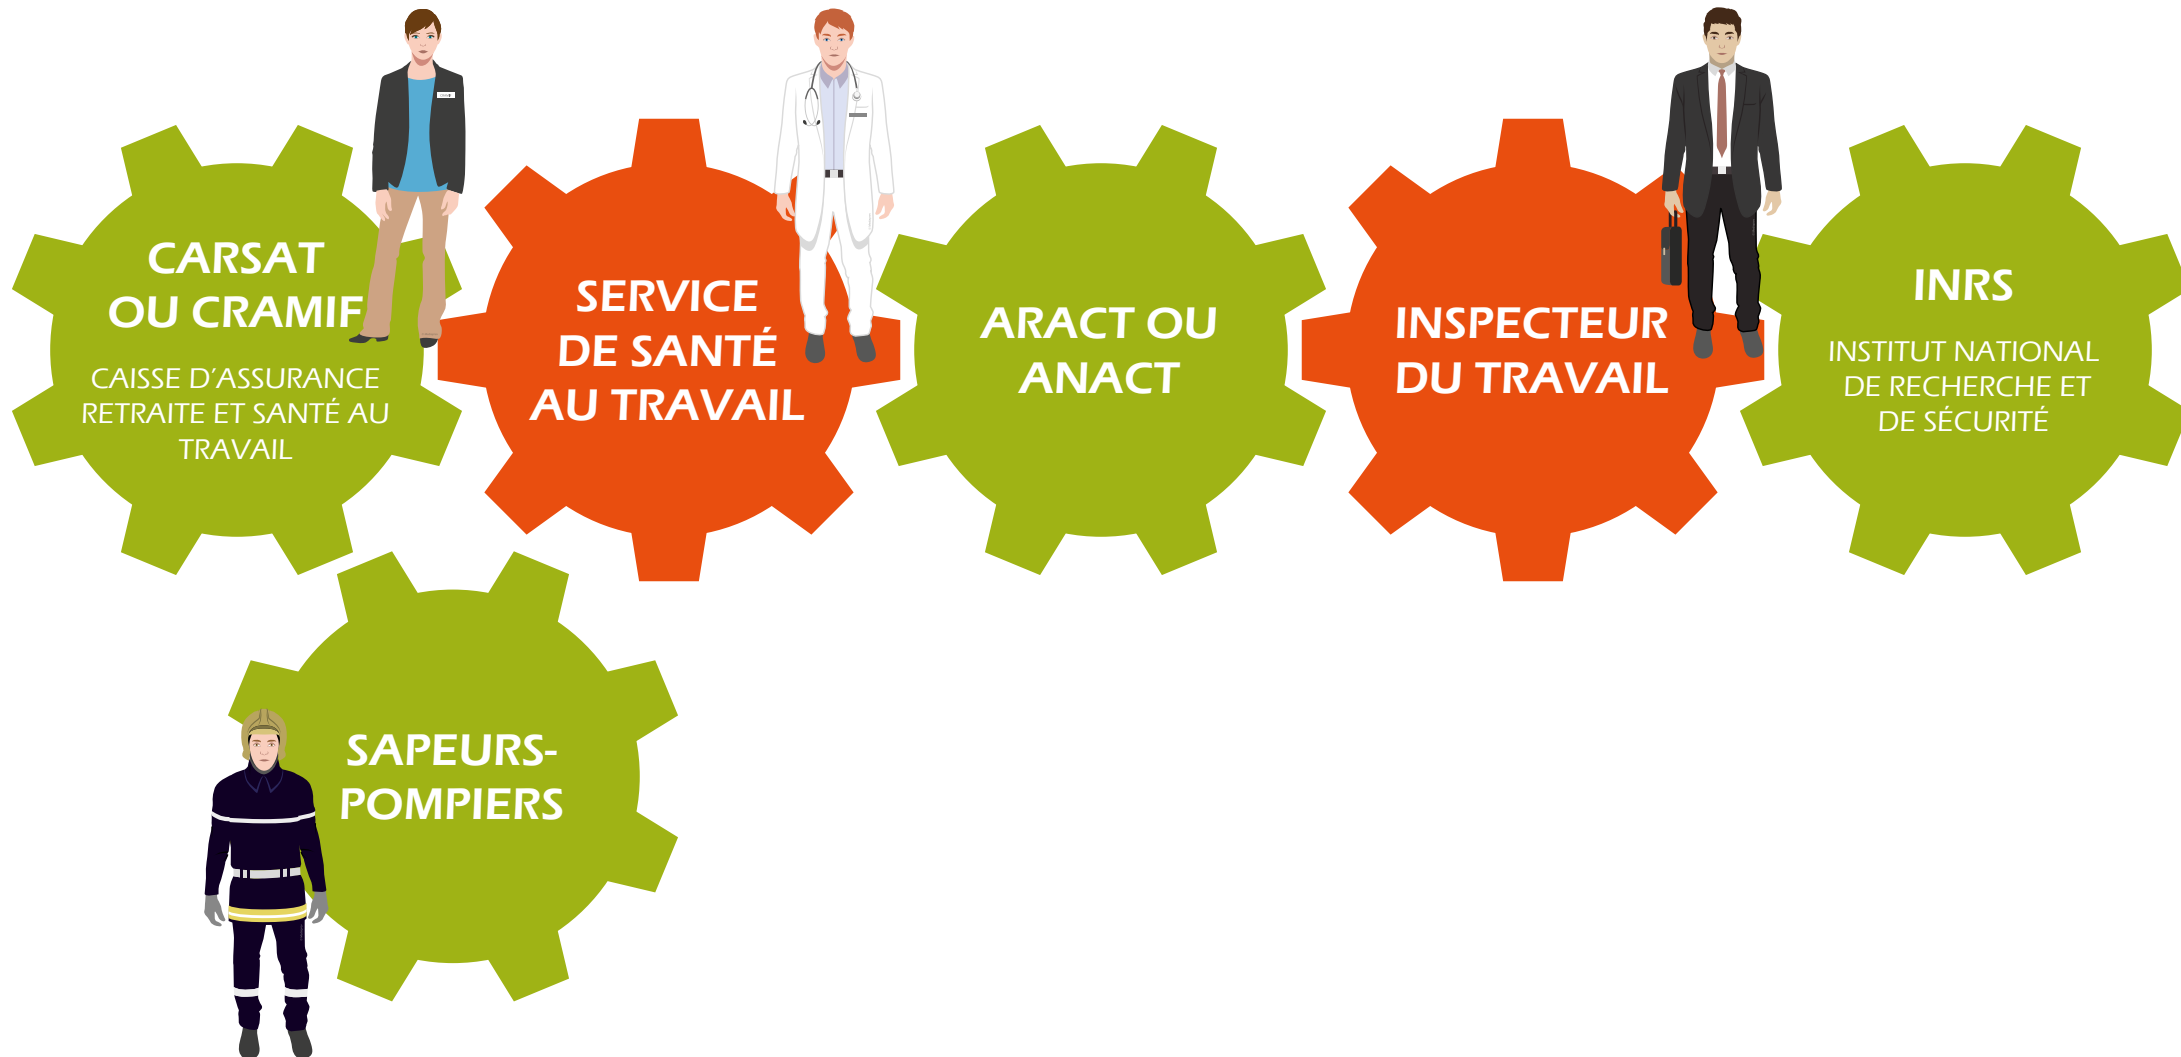 CARSAT
OU CRAMIF
CAISSE D'ASSURANCE
RETRAITE ET SANTÉ AU
TRAVAIL
SERVICE
DE SANTÉ
AU TRAVAIL
ARACT OU
ANACT
INSPECTEUR
DU TRAVAIL
INRS
INSTITUT NATIONAL
DE RECHERCHE ET
DE SÉCURITÉ
SAPEURS-
POMPIERS